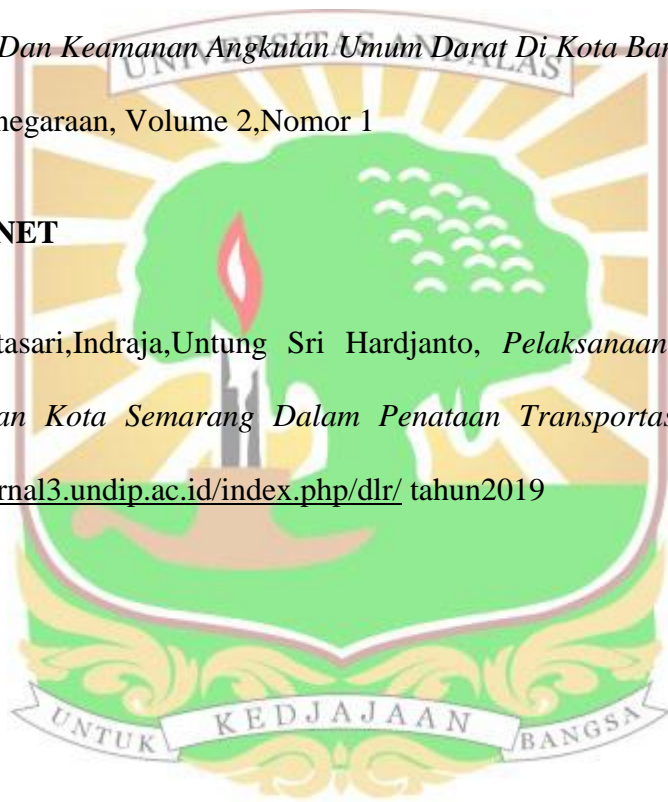 Dan Keamanan Angkutan Umum Darat Di Kota Ban
UNIVERSITAS ANDALAS
negaraan, Volume 2,Nomor 1
NET
tasari,Indraja,Untung Sri Hardjanto, Pelaksanaan
an Kota Semarang Dalam Penataan Transportas
rnal3.undip.ac.id/index.php/dlr/ tahun2019
UNTUK KEDJAJAAN BANGSA